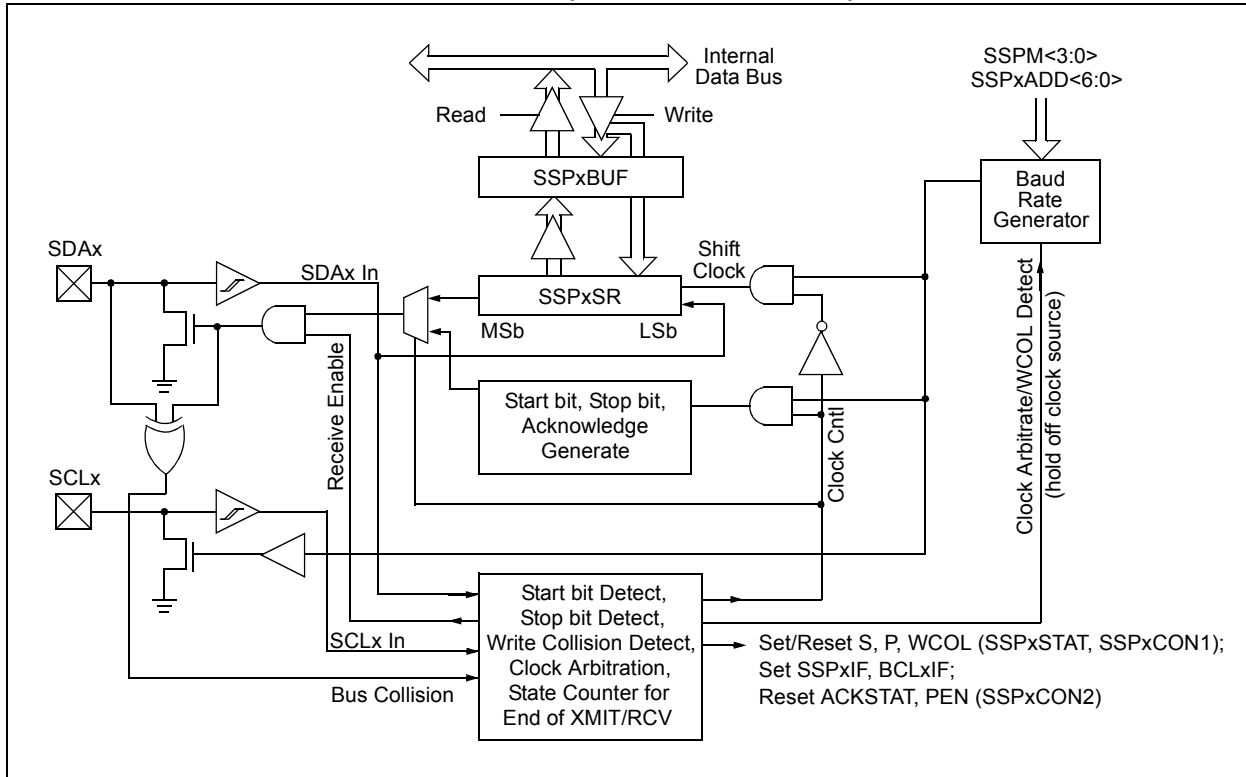 Internal
Data Bus
SSPM<3:0>
SSPxADD<6:0>
Read
Write
SSPxBUF
Baud
Rate
Generator
SDAx
SDAx In
Shift
Clock
SSPxSR
MSb
LSb
Receive Enable
Start bit, Stop bit,
Acknowledge
Generate
Clock Cntl
Clock Arbitrate/WCOL Detect
(hold off clock source)
SCLx
SCLx In
Bus Collision
Start bit Detect,
Stop bit Detect,
Write Collision Detect,
Clock Arbitration,
State Counter for
End of XMIT/RCV
Set/Reset S, P, WCOL (SSPxSTAT, SSPxCON1);
Set SSPxIF, BCLxIF;
Reset ACKSTAT, PEN (SSPxCON2)